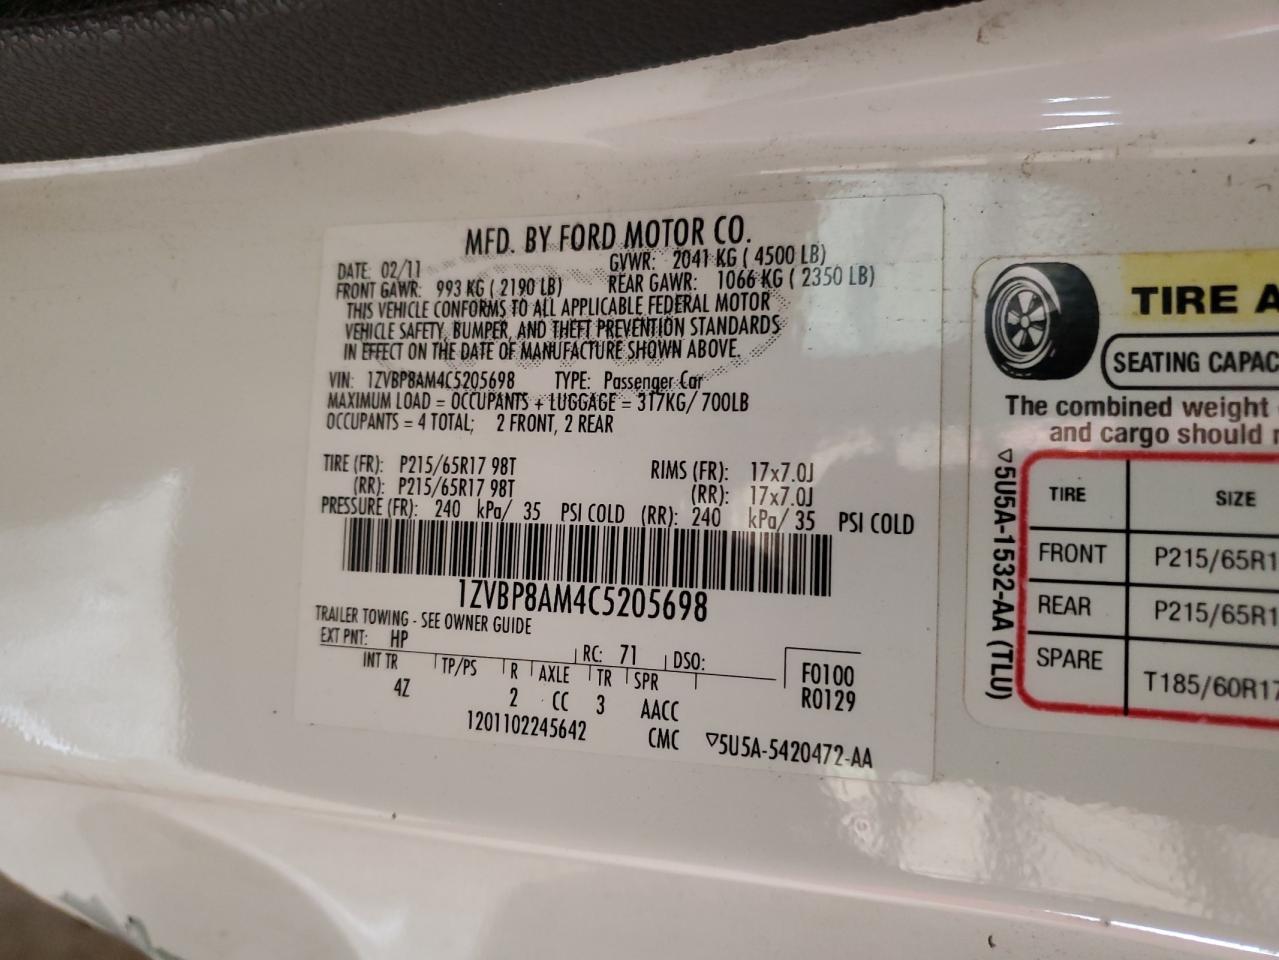 MFD. BY FORD MOTOR CO.
DATE: 02/11 GVWR: 2041 KG ( 4500 LB)
FRONT GAWR: 993 KG ( 2190 LB) REAR GAWR: 1066 KG ( 2350 LB)
THIS VEHICLE CONFORMS TO ALL APPLICABLE FEDERAL MOTOR
VEHICLE SAFETY, BUMPER, AND THEFT PREVENTION STANDARDS
IN EFFECT ON THE DATE OF MANUFACTURE SHOWN ABOVE.
VIN: 1ZVBP8AM4C5205698 TYPE: Passenger Car
MAXIMUM LOAD = OCCUPANTS + LUGGAGE = 317KG/ 700LB
OCCUPANTS = 4 TOTAL; 2 FRONT, 2 REAR
TIRE (FR): P215/65R17 98T RIMS (FR): 17x7.0J
(RR): P215/65R17 98T (RR): 17x7.0J
PRESSURE (FR): 240 kPa/ 35 PSI COLD (RR): 240 kPa/ 35 PSI COLD
1ZVBP8AM4C5205698
TRAILER TOWING - SEE OWNER GUIDE
EXT PNT: HP RC: 71 DSO:
INT TR TP/PS R AXLE TR SPR F0100
4Z 2 CC 3 AACC R0129
1201102245642 CMC ▽5U5A-5420472-AA
TIRE A
SEATING CAPAC
The combined weight
and cargo should
▽5U5A-1532-AA (TLU)
TIRE SIZE
FRONT P215/65R1
REAR P215/65R1
SPARE T185/60R17